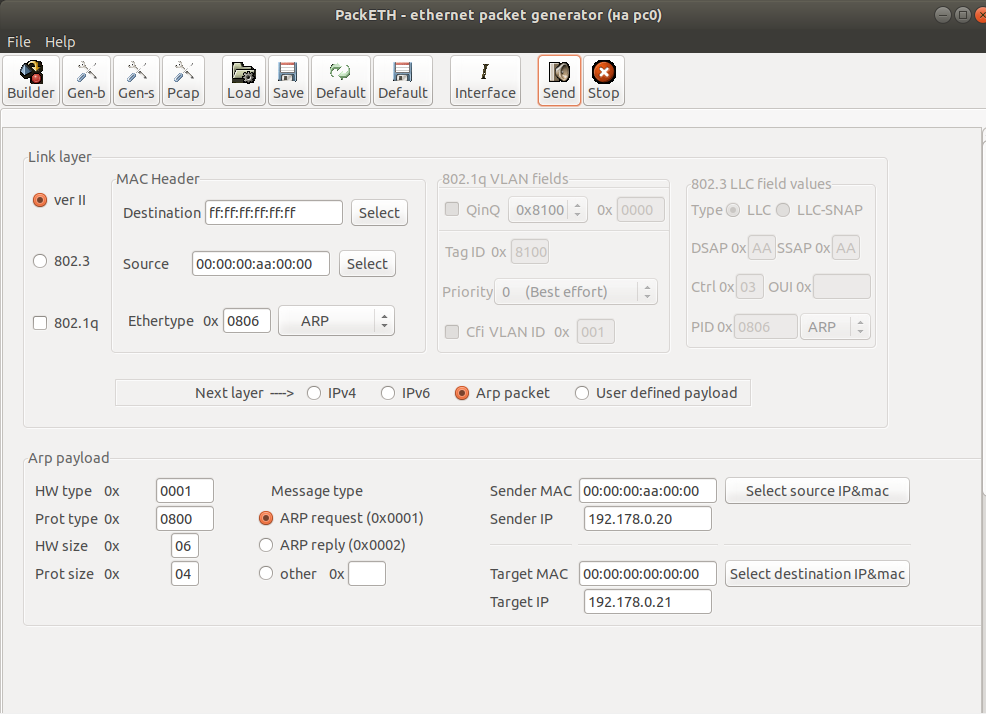 PackETH - ethernet packet generator (на pc0)
File Help
Builder Gen-b Gen-s Pcap Load Save Default Default Interface Send Stop
Link layer
ver II
802.3
802.1q
MAC Header
Destination ff:ff:ff:ff:ff:ff Select
Source 00:00:00:aa:00:00 Select
Ethertype 0x 0806 ARP
802.1q VLAN fields
QinQ 0x8100 0x 0000
Tag ID 0x 8100
Priority 0 (Best effort)
Cfi VLAN ID 0x 001
802.3 LLC field values
Type LLC LLC-SNAP
DSAP 0x AA SSAP 0x AA
Ctrl 0x 03 OUI 0x
PID 0x 0806 ARP
Next layer ----> IPv4 IPv6 Arp packet User defined payload
Arp payload
HW type 0x 0001
Prot type 0x 0800
HW size 0x 06
Prot size 0x 04
Message type
ARP request (0x0001)
ARP reply (0x0002)
other 0x
Sender MAC 00:00:00:aa:00:00 Select source IP&mac
Sender IP 192.178.0.20
Target MAC 00:00:00:00:00:00 Select destination IP&mac
Target IP 192.178.0.21